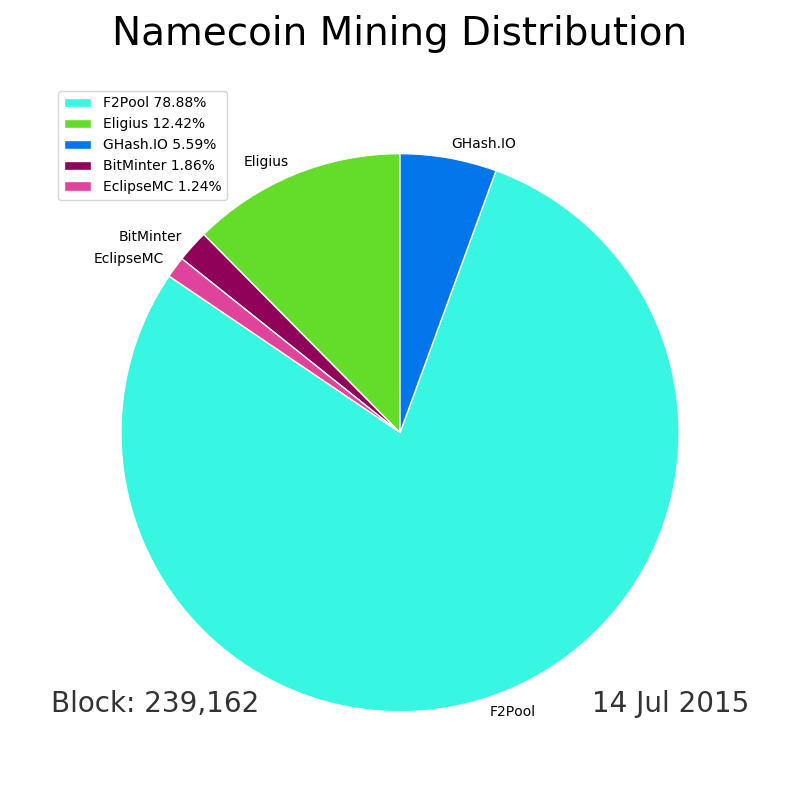 Namecoin Mining Distribution
F2Pool 78.88%
Eligius 12.42%
GHash.IO 5.59%
BitMinter 1.86%
EclipseMC 1.24%
GHash.IO
Eligius
BitMinter
EclipseMC
F2Pool
Block: 239,162
14 Jul 2015